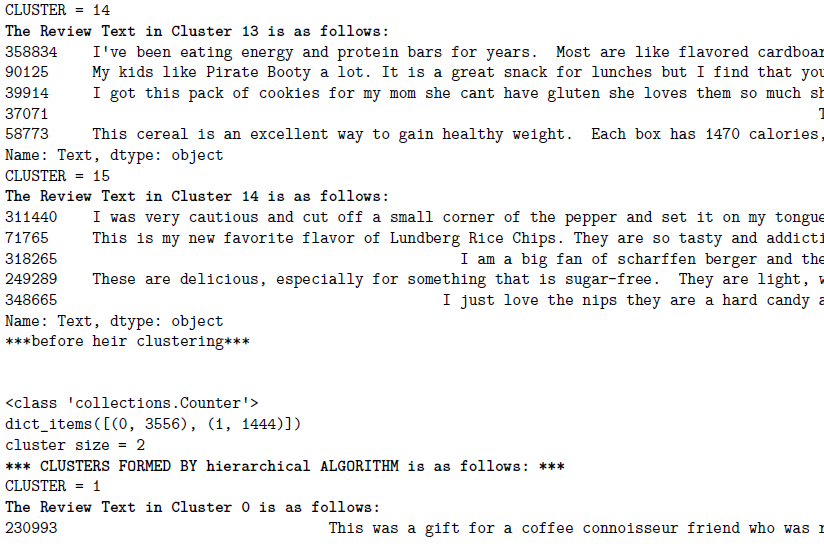 CLUSTER = 14
The Review Text in Cluster 13 is as follows:
358834 I've been eating energy and protein bars for years. Most are like flavored
90125 My kids like Pirate Booty a lot. It is a great snack for lunches but I find that
39914 I got this pack of cookies for my mom she cant have gluten she loves them so much
37071
58773 This cereal is an excellent way to gain healthy weight. Each box has 1470 calories,
Name: Text, dtype: object
CLUSTER = 15
The Review Text in Cluster 14 is as follows:
311440 I was very cautious and cut off a small corner of the pepper and set it on my tongue
71765 This is my new favorite flavor of Lundberg Rice Chips. They are so tasty and
318265 I am a big fan of scharffen berger and
249289 These are delicious, especially for something that is sugar-free. They are light,
348665 I just love the nips they are a hard candy
Name: Text, dtype: object
***before heir clustering***
<class 'collections.Counter'>
dict_items([(0, 3556), (1, 1444)])
cluster size = 2
*** CLUSTERS FORMED BY hierarchical ALGORITHM is as follows: ***
CLUSTER = 1
The Review Text in Cluster 0 is as follows:
230993 This was a gift for a coffee connoisseur friend who was